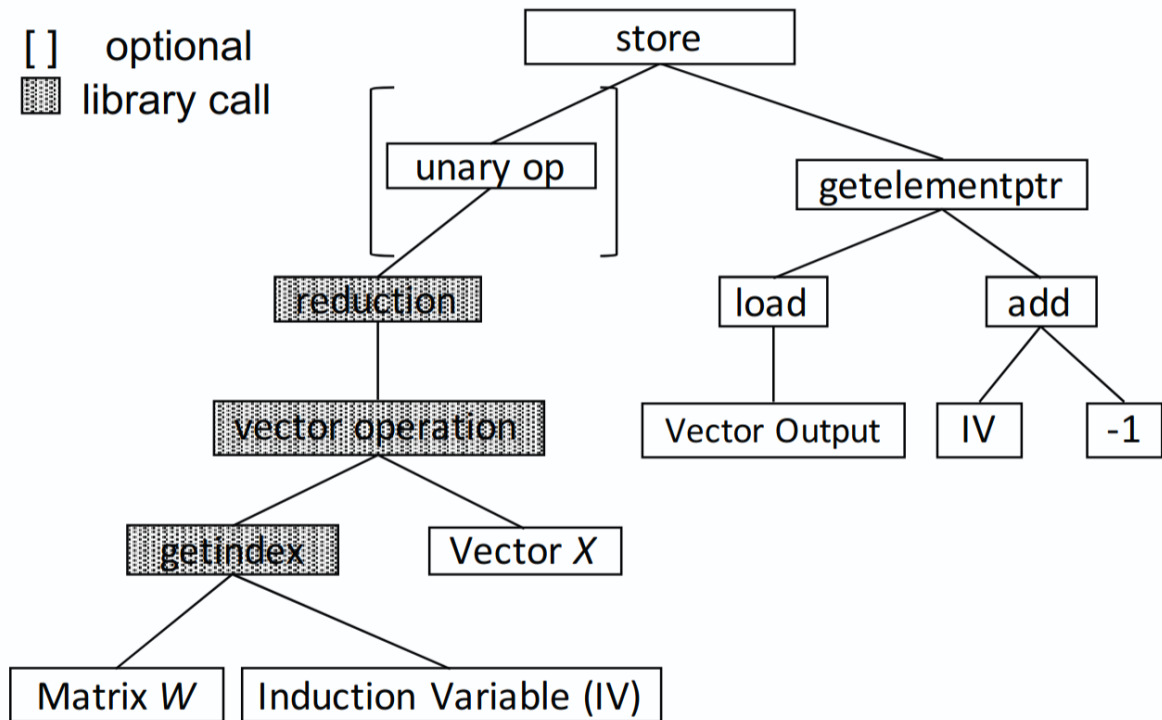 [ ] optional
library call
store
unary op
getelementptr
reduction
load
add
vector operation
Vector Output
IV
-1
getindex
Vector X
Matrix W
Induction Variable (IV)